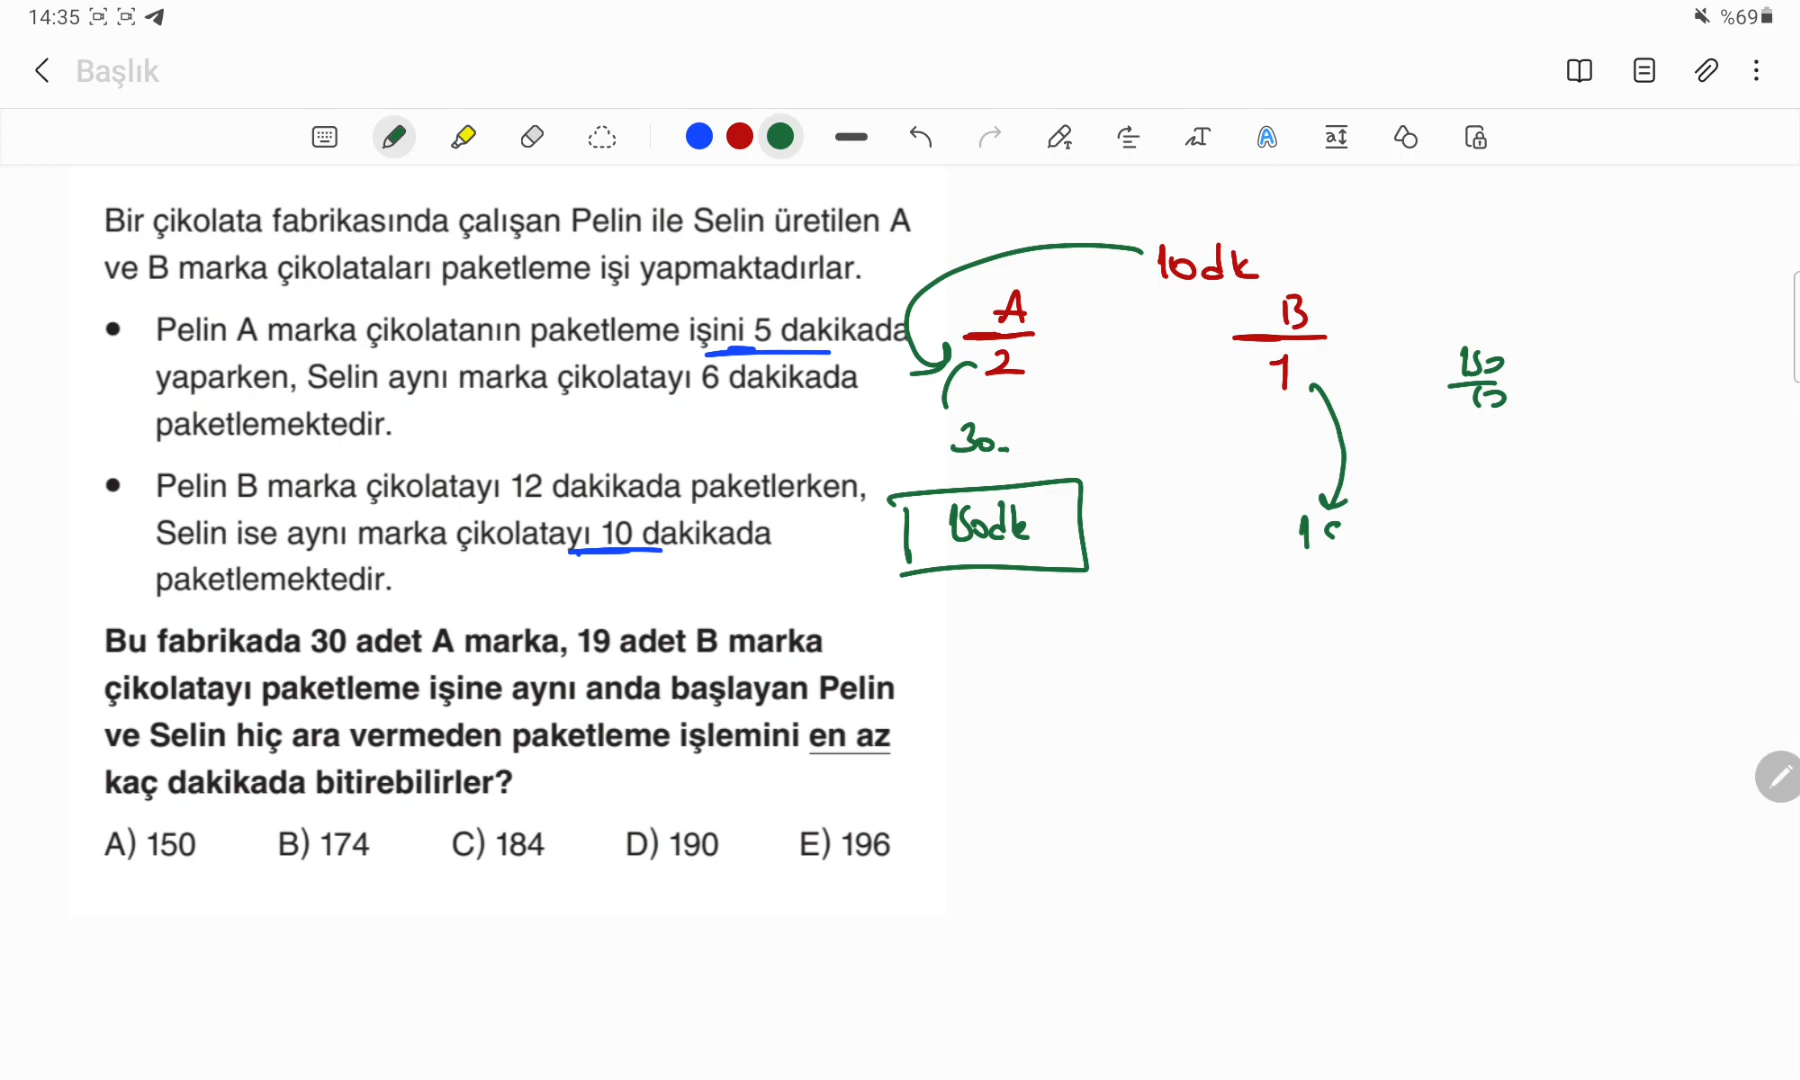 14:35
%69
Başlık
Bir çikolata fabrikasında çalışan Pelin ile Selin üretilen A
ve B marka çikolataları paketleme işi yapmaktadırlar.
• Pelin A marka çikolatanın paketleme işini 5 dakikada
yaparken, Selin aynı marka çikolatayı 6 dakikada
paketlemektedir.
• Pelin B marka çikolatayı 12 dakikada paketlerken,
Selin ise aynı marka çikolatayı 10 dakikada
paketlemektedir.
Bu fabrikada 30 adet A marka, 19 adet B marka
çikolatayı paketleme işine aynı anda başlayan Pelin
ve Selin hiç ara vermeden paketleme işlemini en az
kaç dakikada bitirebilirler?
A) 150 B) 174 C) 184 D) 190 E) 196
10dk
A B
2 1
150
30
150dk